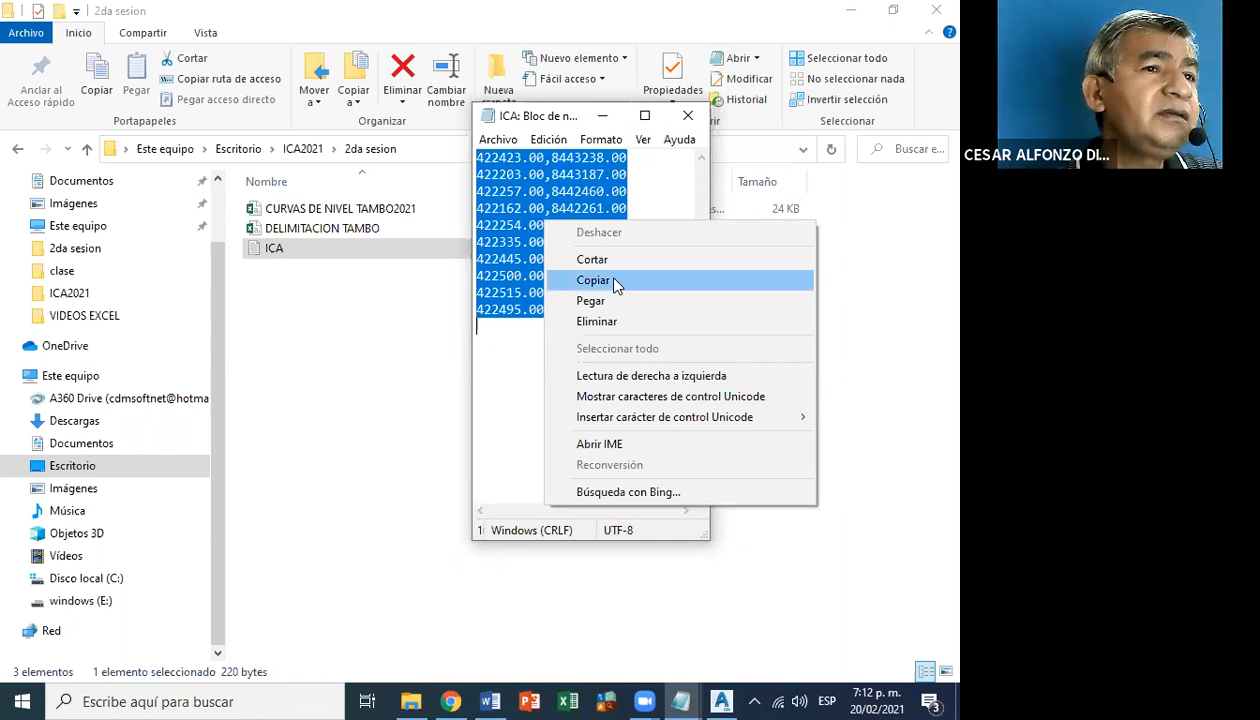 2da sesion
Archivo Inicio Compartir Vista
Anclar al Acceso rápido
Copiar
Pegar
Cortar
Copiar ruta de acceso
Pegar acceso directo
Portapapeles
Mover a
Copiar a
Eliminar
Cambiar nombre
Organizar
Nueva
Nuevo elemento
Fácil acceso
Propiedades
Abrir
Modificar
Historial
Seleccionar todo
No seleccionar nada
Invertir selección
Seleccionar
Este equipo > Escritorio > ICA2021 > 2da sesion
Buscar e...
Documentos
Imágenes
Este equipo
2da sesion
clase
ICA2021
VIDEOS EXCEL
OneDrive
Este equipo
A360 Drive (cdmsoftnet@hotma
Descargas
Documentos
Escritorio
Imágenes
Música
Objetos 3D
Vídeos
Disco local (C:)
windows (E:)
Red
Nombre
Tamaño
CURVAS DE NIVEL TAMBO2021
24 KB
DELIMITACION TAMBO
ICA
ICA: Bloc de n...
Archivo Edición Formato Ver Ayuda
422423.00,8443238.00
422203.00,8443187.00
422257.00,8442460.00
422162.00,8442261.00
422254.00
422335.00
422445.00
422500.00
422515.00
422495.00
Deshacer
Cortar
Copiar
Pegar
Eliminar
Seleccionar todo
Lectura de derecha a izquierda
Mostrar caracteres de control Unicode
Insertar carácter de control Unicode
Abrir IME
Reconversión
Búsqueda con Bing...
Windows (CRLF) UTF-8
3 elementos 1 elemento seleccionado 220 bytes
Escribe aquí para buscar
ESP
7:12 p. m.
20/02/2021
3
CESAR ALFONZO DI...